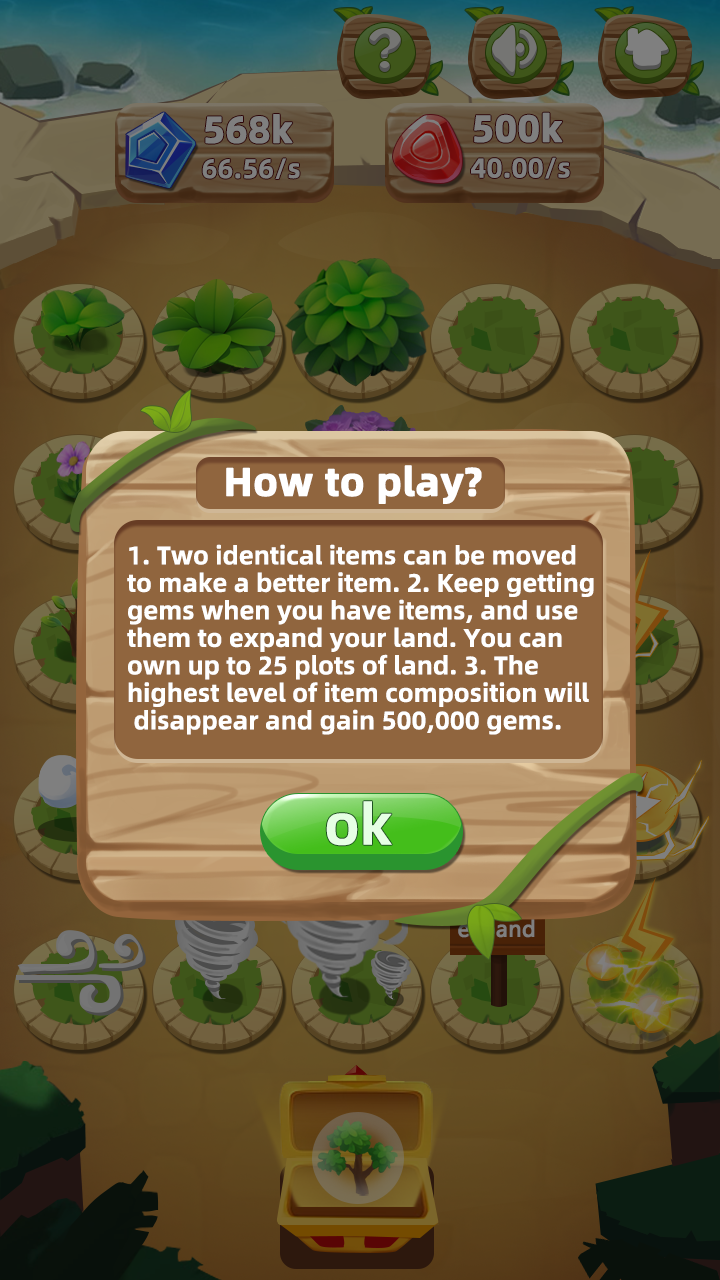 ?
568k
66.56/s
500k
40.00/s
How to play?
1. Two identical items can be moved
to make a better item. 2. Keep getting
gems when you have items, and use
them to expand your land. You can
own up to 25 plots of land. 3. The
highest level of item composition will
disappear and gain 500,000 gems.
ok